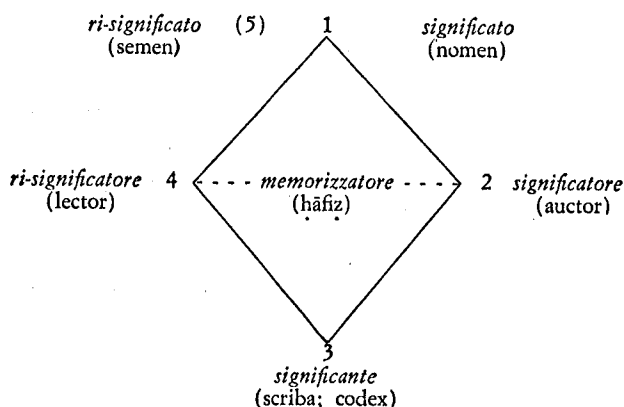 ri-significato (5) 1 significato
(semen) (nomen)
ri-significatore 4 memorizzatore 2 significatore
(lector) (ḥāfiẓ) (auctor)
3
significante
(scriba; codex)